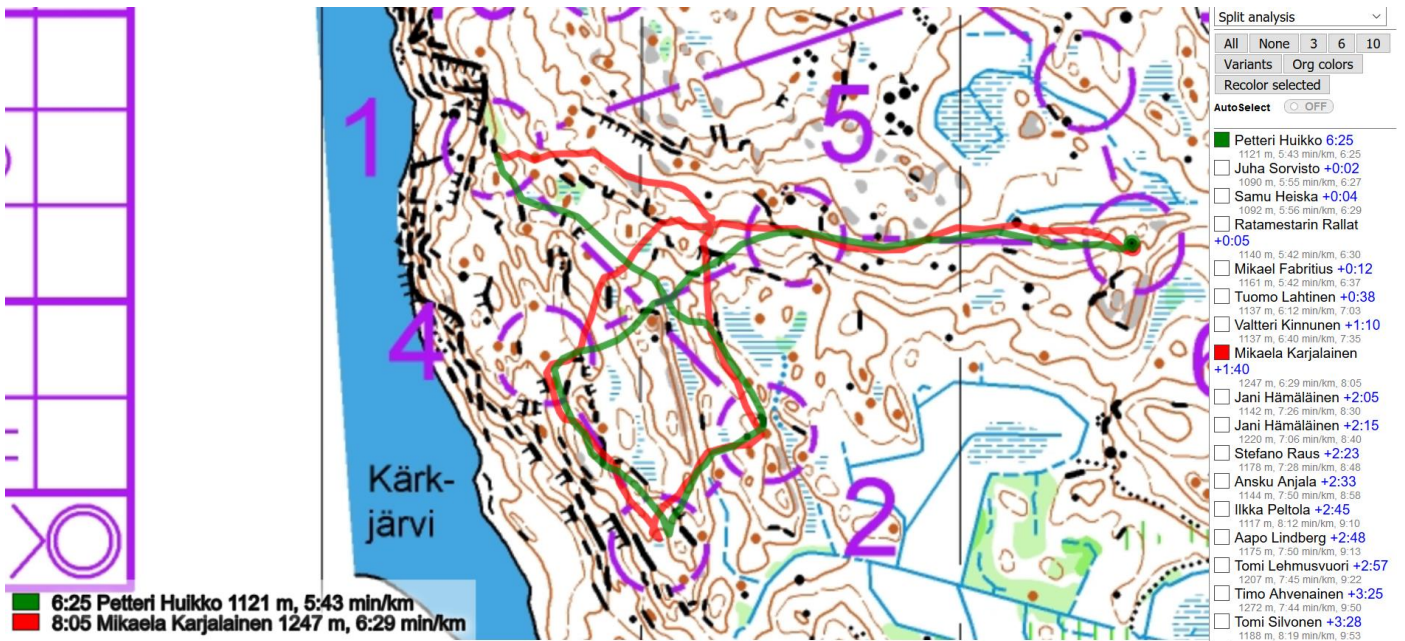 1
5
4
Kärk-
järvi
2
6:25 Petteri Huikko 1121 m, 5:43 min/km
8:05 Mikaela Karjalainen 1247 m, 6:29 min/km
Split analysis
All None 3 6 10
Variants Org colors
Recolor selected
AutoSelect OFF
Petteri Huikko 6:25
1121 m, 5:43 min/km, 6:25
Juha Sorvisto +0:02
1090 m, 5:55 min/km, 6:27
Samu Heiska +0:04
1092 m, 5:56 min/km, 6:29
Ratamestarin Rallat
+0:05
1140 m, 5:42 min/km, 6:30
Mikael Fabritius +0:12
1161 m, 5:42 min/km, 6:37
Tuomo Lahtinen +0:38
1137 m, 6:12 min/km, 7:03
Valtteri Kinnunen +1:10
1137 m, 6:40 min/km, 7:35
Mikaela Karjalainen
+1:40
1247 m, 6:29 min/km, 8:05
Jani Hämäläinen +2:05
1142 m, 7:26 min/km, 8:30
Jani Hämäläinen +2:15
1220 m, 7:06 min/km, 8:40
Stefano Raus +2:23
1178 m, 7:28 min/km, 8:48
Ansku Anjala +2:33
1144 m, 7:50 min/km, 8:58
Ilkka Peltola +2:45
1117 m, 8:12 min/km, 9:10
Aapo Lindberg +2:48
1175 m, 7:50 min/km, 9:13
Tomi Lehmusvuori +2:57
1207 m, 7:45 min/km, 9:22
Timo Ahvenainen +3:25
1272 m, 7:44 min/km, 9:50
Tomi Silvonen +3:28
1188 m, 8:19 min/km, 9:53